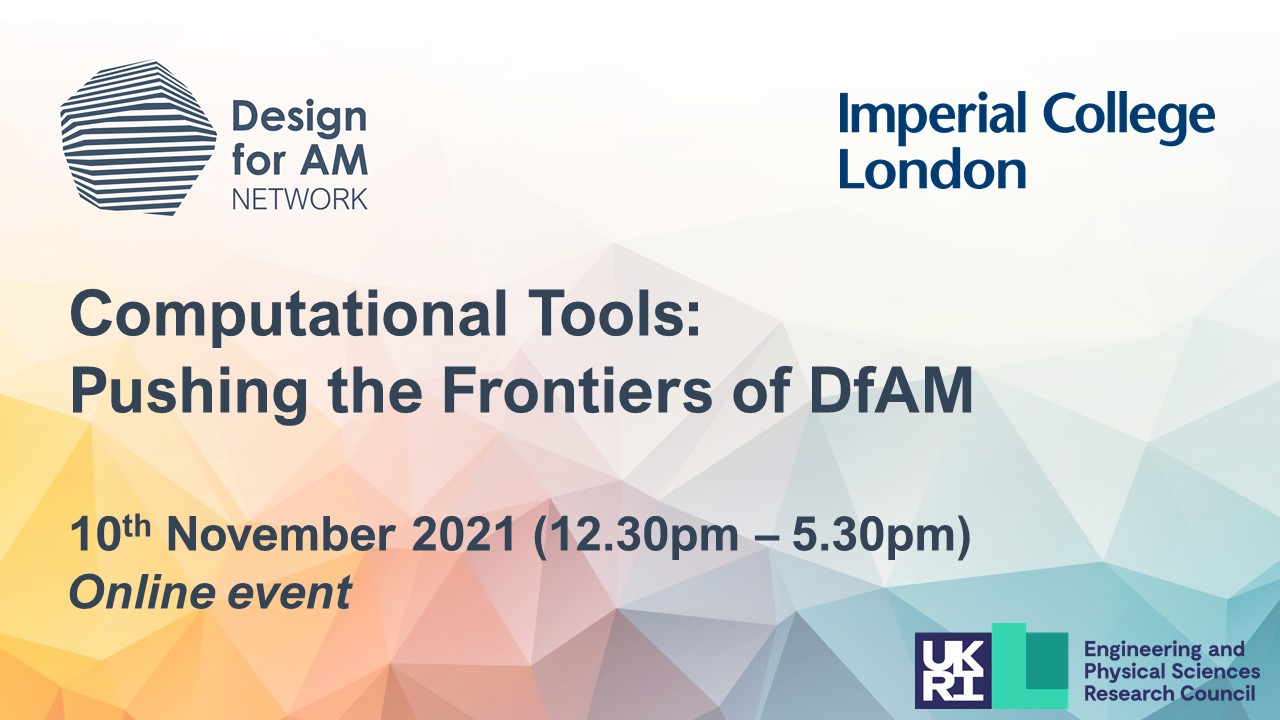 Design
for AM
NETWORK
Imperial College
London
Computational Tools:
Pushing the Frontiers of DfAM
10th November 2021 (12.30pm – 5.30pm)
Online event
UK
RI
Engineering and
Physical Sciences
Research Council